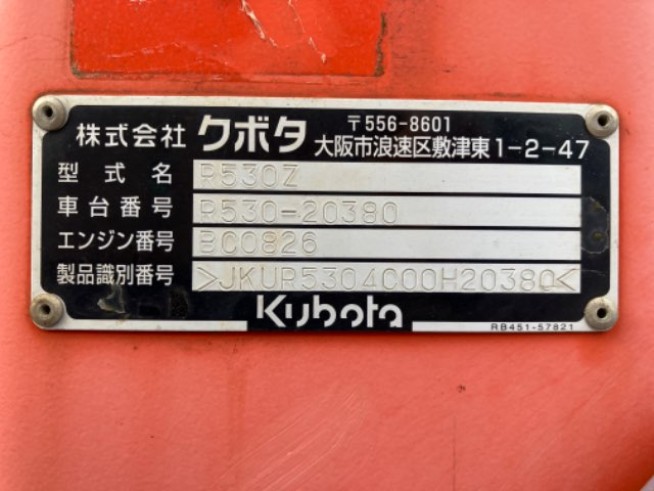 株式会社 クボタ 〒556-8601
大阪市浪速区敷津東1-2-47
型式名 R530Z
車台番号 R530-20380
エンジン番号 BC0826
製品識別番号 >JKUR5304C00H20380<
Kubota
RB451-57821